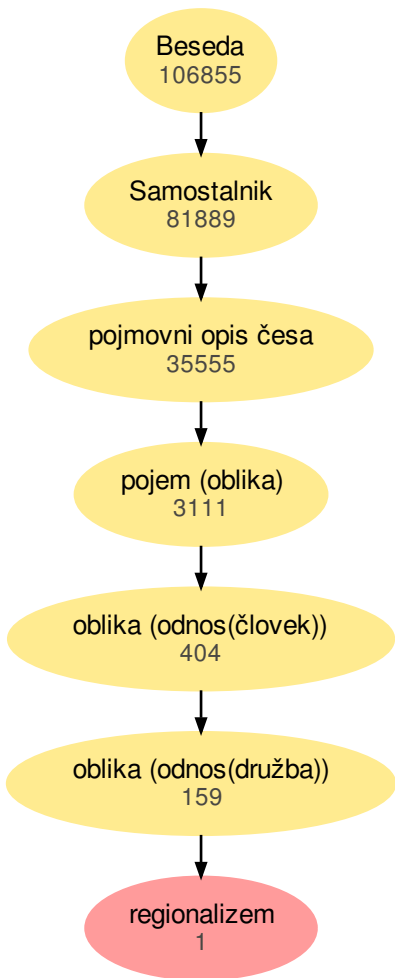 Beseda
106855
Samostalnik
81889
pojmovni opis česa
35555
pojem (oblika)
3111
oblika (odnos(človek))
404
oblika (odnos(družba))
159
regionalizem
1